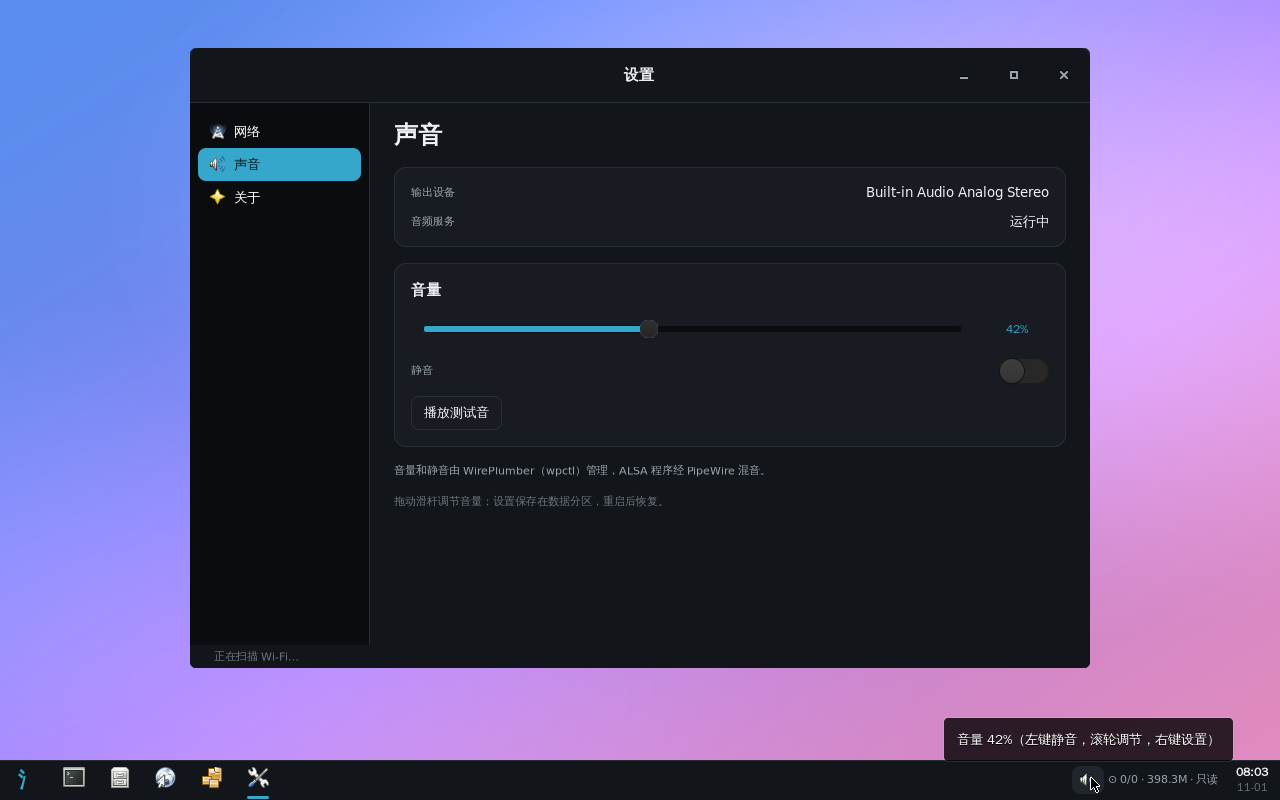 设置
网络
声音
关于
声音
输出设备 Built-in Audio Analog Stereo
音频服务 运行中
音量
42%
静音
播放测试音
音量和静音由 WirePlumber（wpctl）管理，ALSA 程序经 PipeWire 混音。
拖动滑杆调节音量；设置保存在数据分区，重启后恢复。
正在扫描 Wi-Fi…
音量 42%（左键静音，滚轮调节，右键设置）
⊙ 0/0 · 398.3M · 只读
08:03
11-01